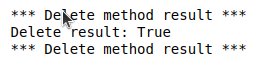 *** Delete method result ***
Delete result: True
*** Delete method result ***